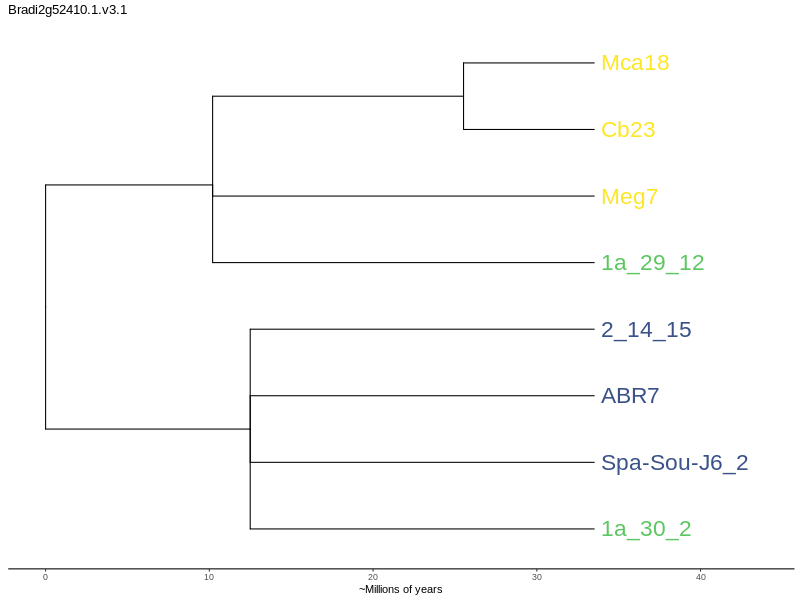 Bradi2g52410.1.v3.1
Mca18
Cb23
Meg7
1a_29_12
2_14_15
ABR7
Spa-Sou-J6_2
1a_30_2
0 10 20 30 40
~Millions of years